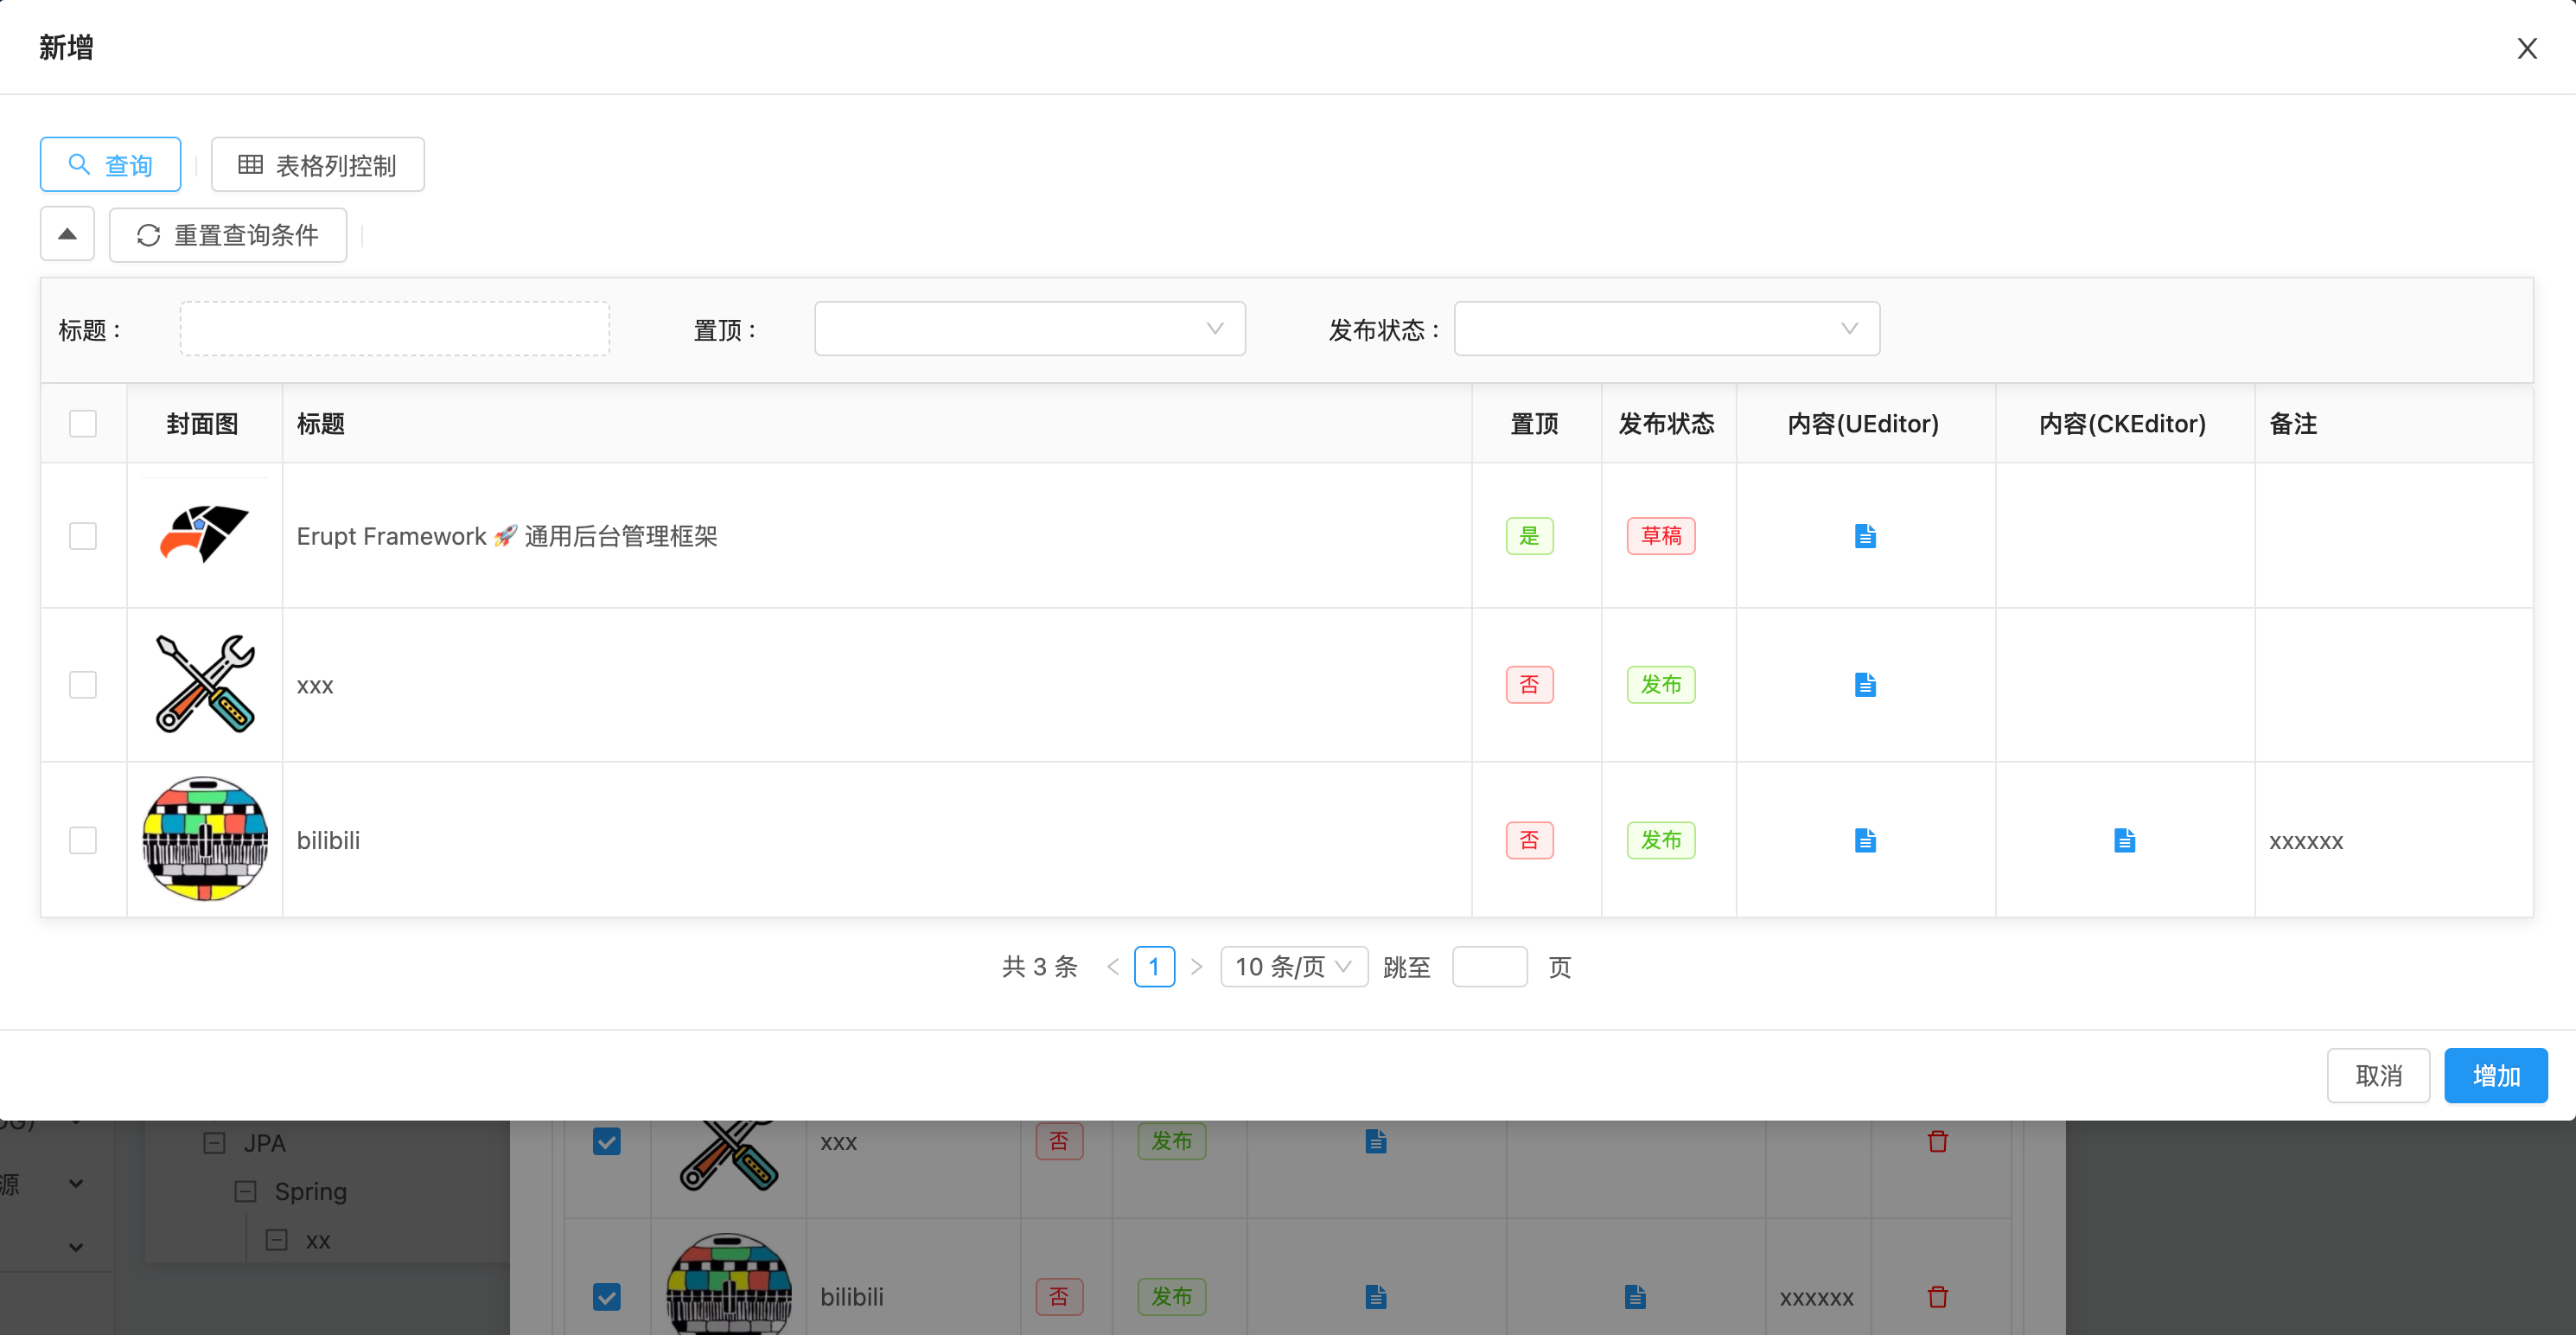 新增
查询
表格列控制
重置查询条件
标题： 置顶： 发布状态：
封面图 标题 置顶 发布状态 内容(UEditor) 内容(CKEditor) 备注
Erupt Framework 🚀 通用后台管理框架 是 草稿
xxx 否 发布
bilibili 否 发布 xxxxxx
共 3 条 1 10 条/页 跳至 页
取消 增加
JPA xxx 否 发布
源
Spring
xx
bilibili 否 发布 xxxxxx